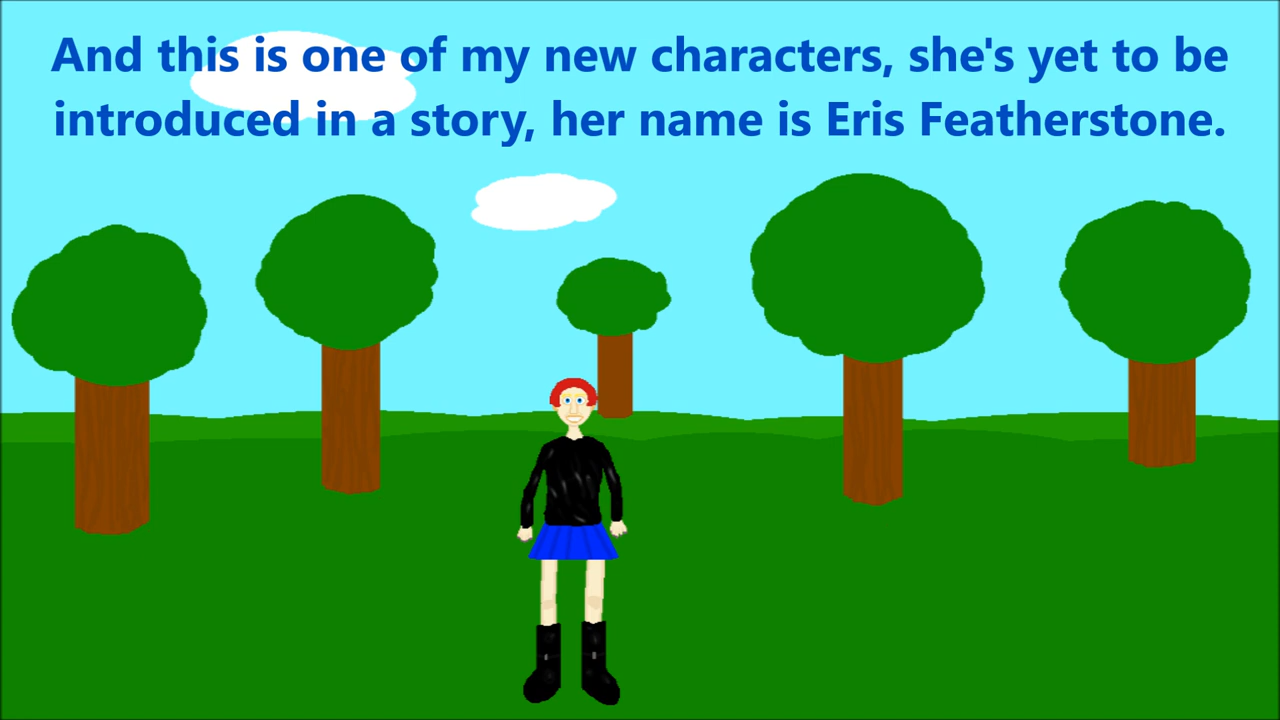 And this is one of my new characters, she's yet to be
introduced in a story, her name is Eris Featherstone.